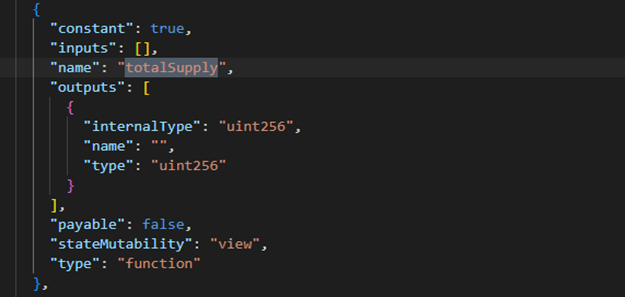 {
"constant": true,
"inputs": [],
"name": "totalSupply",
"outputs": [
{
"internalType": "uint256",
"name": "",
"type": "uint256"
}
],
"payable": false,
"stateMutability": "view",
"type": "function"
},